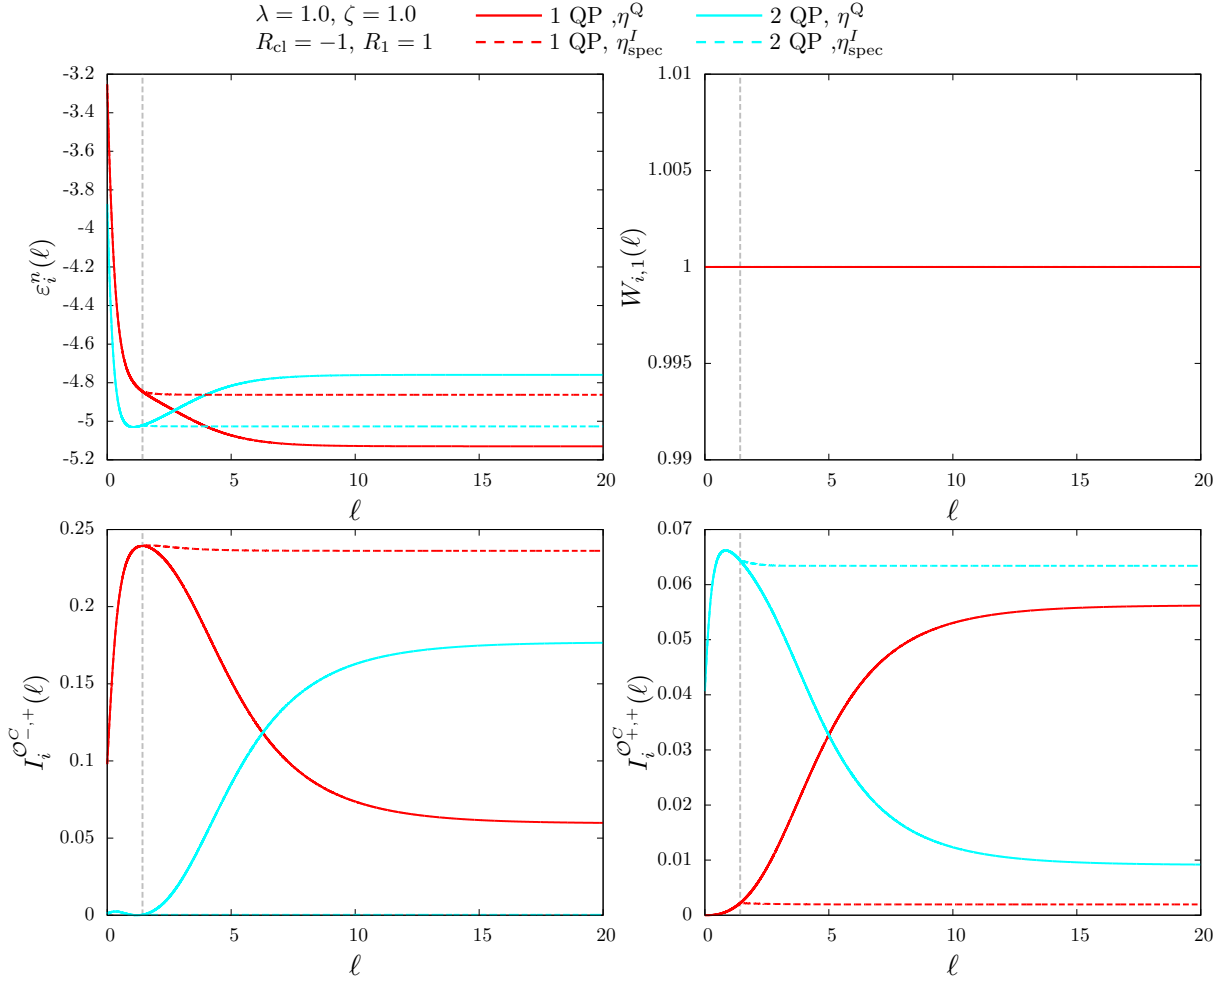 λ = 1.0, ζ = 1.0
R_cl = −1, R_1 = 1
1 QP ,η^Q
1 QP, η^I_spec
2 QP, η^Q
2 QP ,η^I_spec
-3.2
-3.4
-3.6
-3.8
-4
-4.2
-4.4
-4.6
-4.8
-5
-5.2
ε_i^n(ℓ)
0 5 10 15 20
ℓ
1.01
1.005
1
0.995
0.99
W_{i,1}(ℓ)
0 5 10 15 20
ℓ
0.25
0.2
0.15
0.1
0.05
0
I_i^{𝒪_{−,+}^C}(ℓ)
0 5 10 15 20
ℓ
0.07
0.06
0.05
0.04
0.03
0.02
0.01
0
I_i^{𝒪_{+,+}^C}(ℓ)
0 5 10 15 20
ℓ